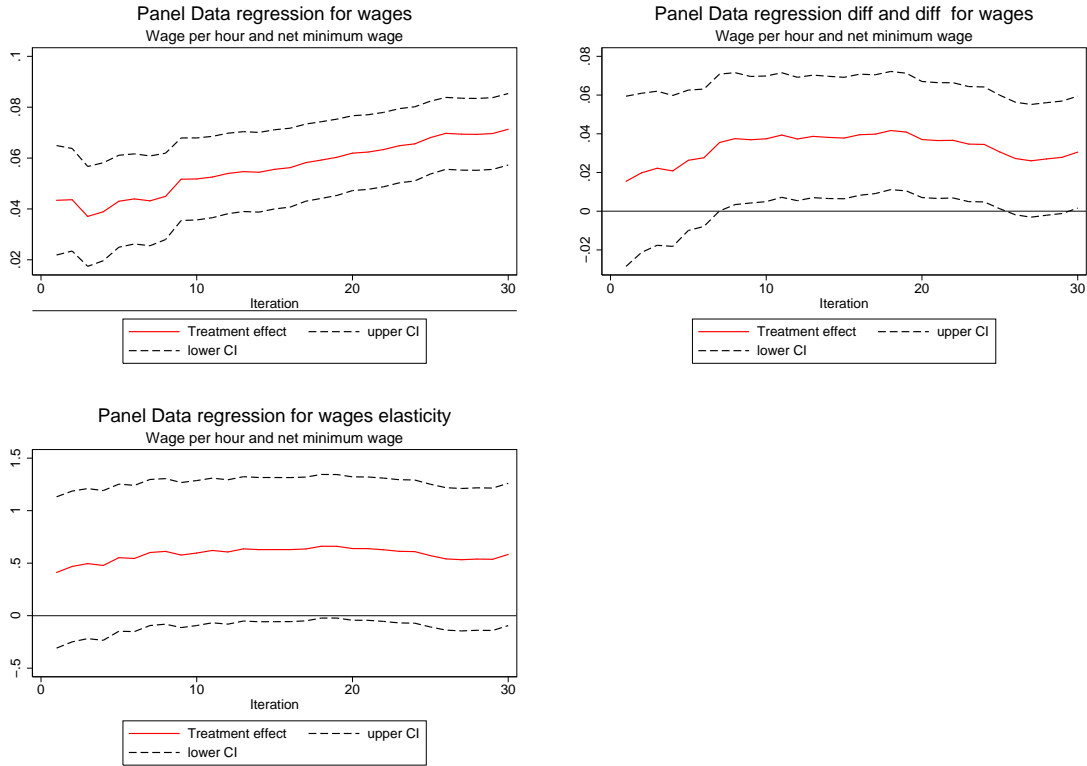 Panel Data regression for wages
Wage per hour and net minimum wage
.1
.08
.06
.04
.02
0
10
20
30
Iteration
Treatment effect
upper CI
lower CI
Panel Data regression diff and diff for wages
Wage per hour and net minimum wage
.08
.06
.04
.02
0
-.02
0
10
20
30
Iteration
Treatment effect
upper CI
lower CI
Panel Data regression for wages elasticity
Wage per hour and net minimum wage
1.5
1
.5
0
-.5
0
10
20
30
Iteration
Treatment effect
upper CI
lower CI